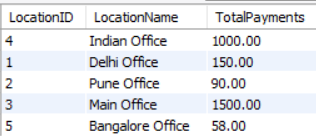 LocationID LocationName TotalPayments
4 Indian Office 1000.00
1 Delhi Office 150.00
2 Pune Office 90.00
3 Main Office 1500.00
5 Bangalore Office 58.00